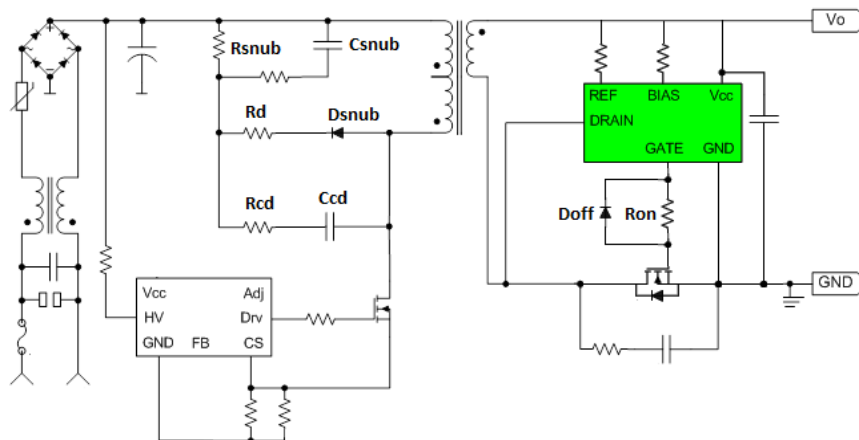 Rsnub
Csnub
Vo
REF
BIAS
Vcc
DRAIN
GATE
GND
Rd
Dsnub
Rcd
Ccd
Doff
Ron
Vcc
Adj
HV
Drv
GND
FB
CS
GND